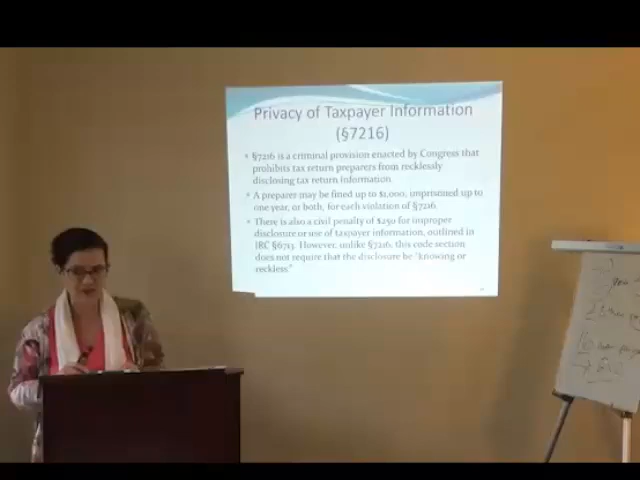 Privacy of Taxpayer Information
(§7216)
• §7216 is a criminal provision enacted by Congress that
prohibits tax return preparers from recklessly
disclosing tax return information.
• A preparer may be fined up to $1,000, imprisoned up to
one year, or both, for each violation of §7216.
• There is also a civil penalty of $250 for improper
disclosure or use of taxpayer information, outlined in
IRC §6713. However, unlike §7216, this code section
does not require that the disclosure be "knowing or
reckless."